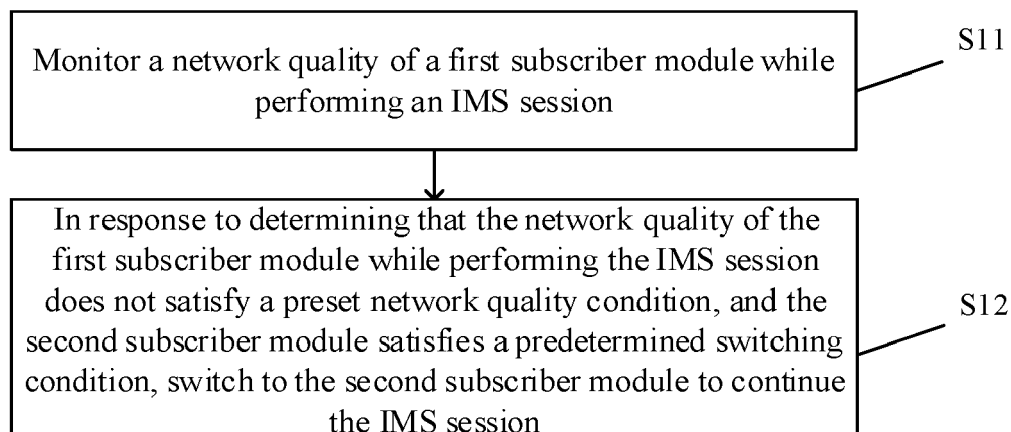 Monitor a network quality of a first subscriber module while
performing an IMS session
S11
In response to determining that the network quality of the
first subscriber module while performing the IMS session
does not satisfy a preset network quality condition, and the
second subscriber module satisfies a predetermined switching
condition, switch to the second subscriber module to continue
the IMS session
S12